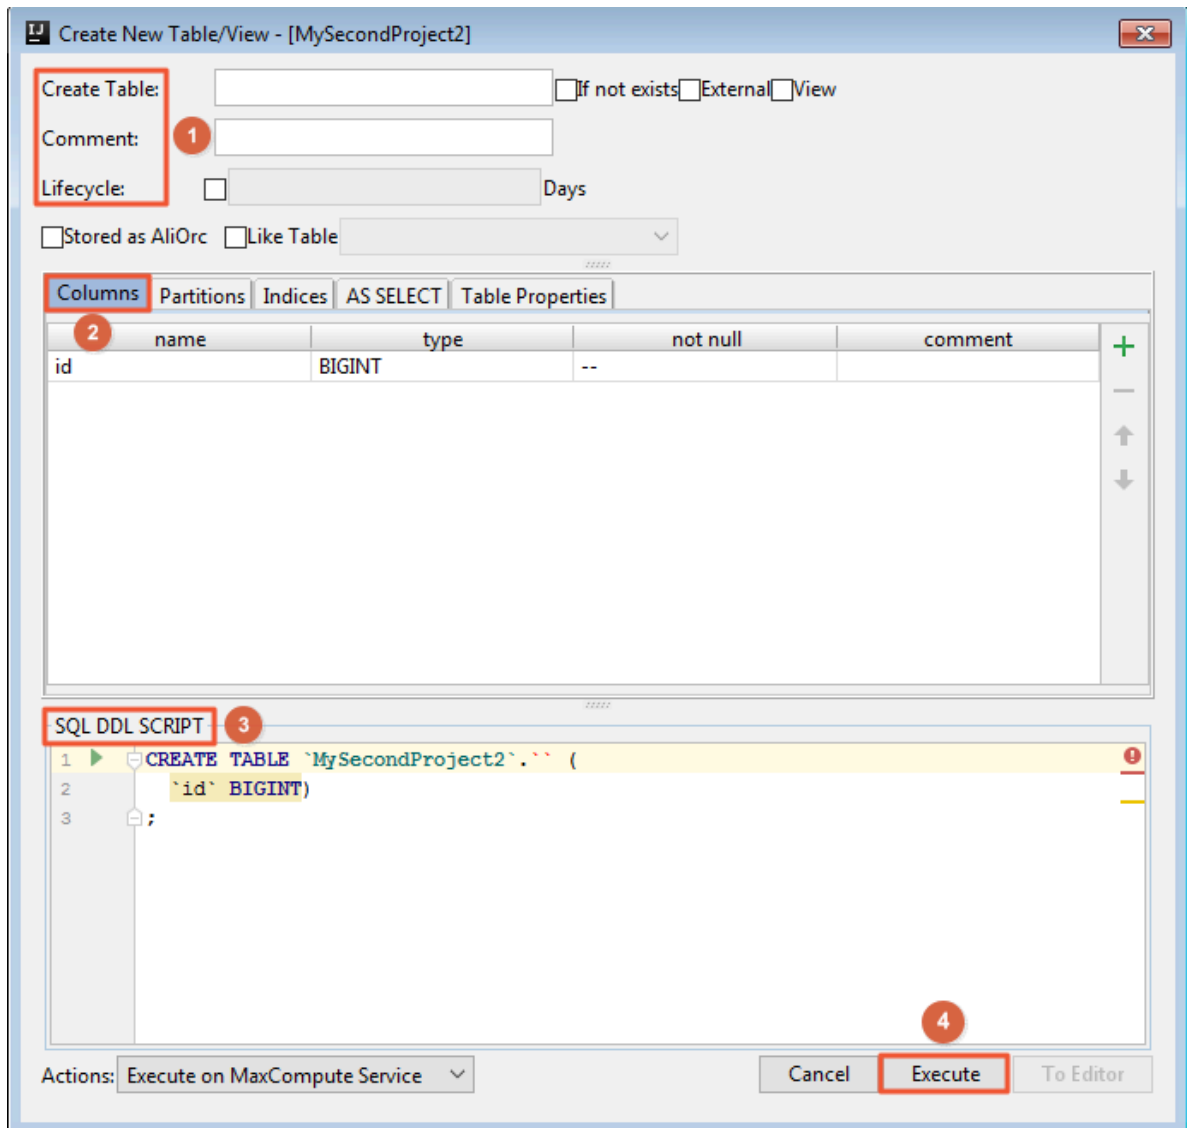 IJ Create New Table/View - [MySecondProject2]
Create Table: If not exists External View
Comment: 1
Lifecycle: Days
Stored as AliOrc Like Table
Columns Partitions Indices AS SELECT Table Properties
2 name type not null comment
id BIGINT --
SQL DDL SCRIPT 3
1 CREATE TABLE `MySecondProject2`.`` (
2 `id` BIGINT)
3 ;
4
Actions: Execute on MaxCompute Service Cancel Execute To Editor